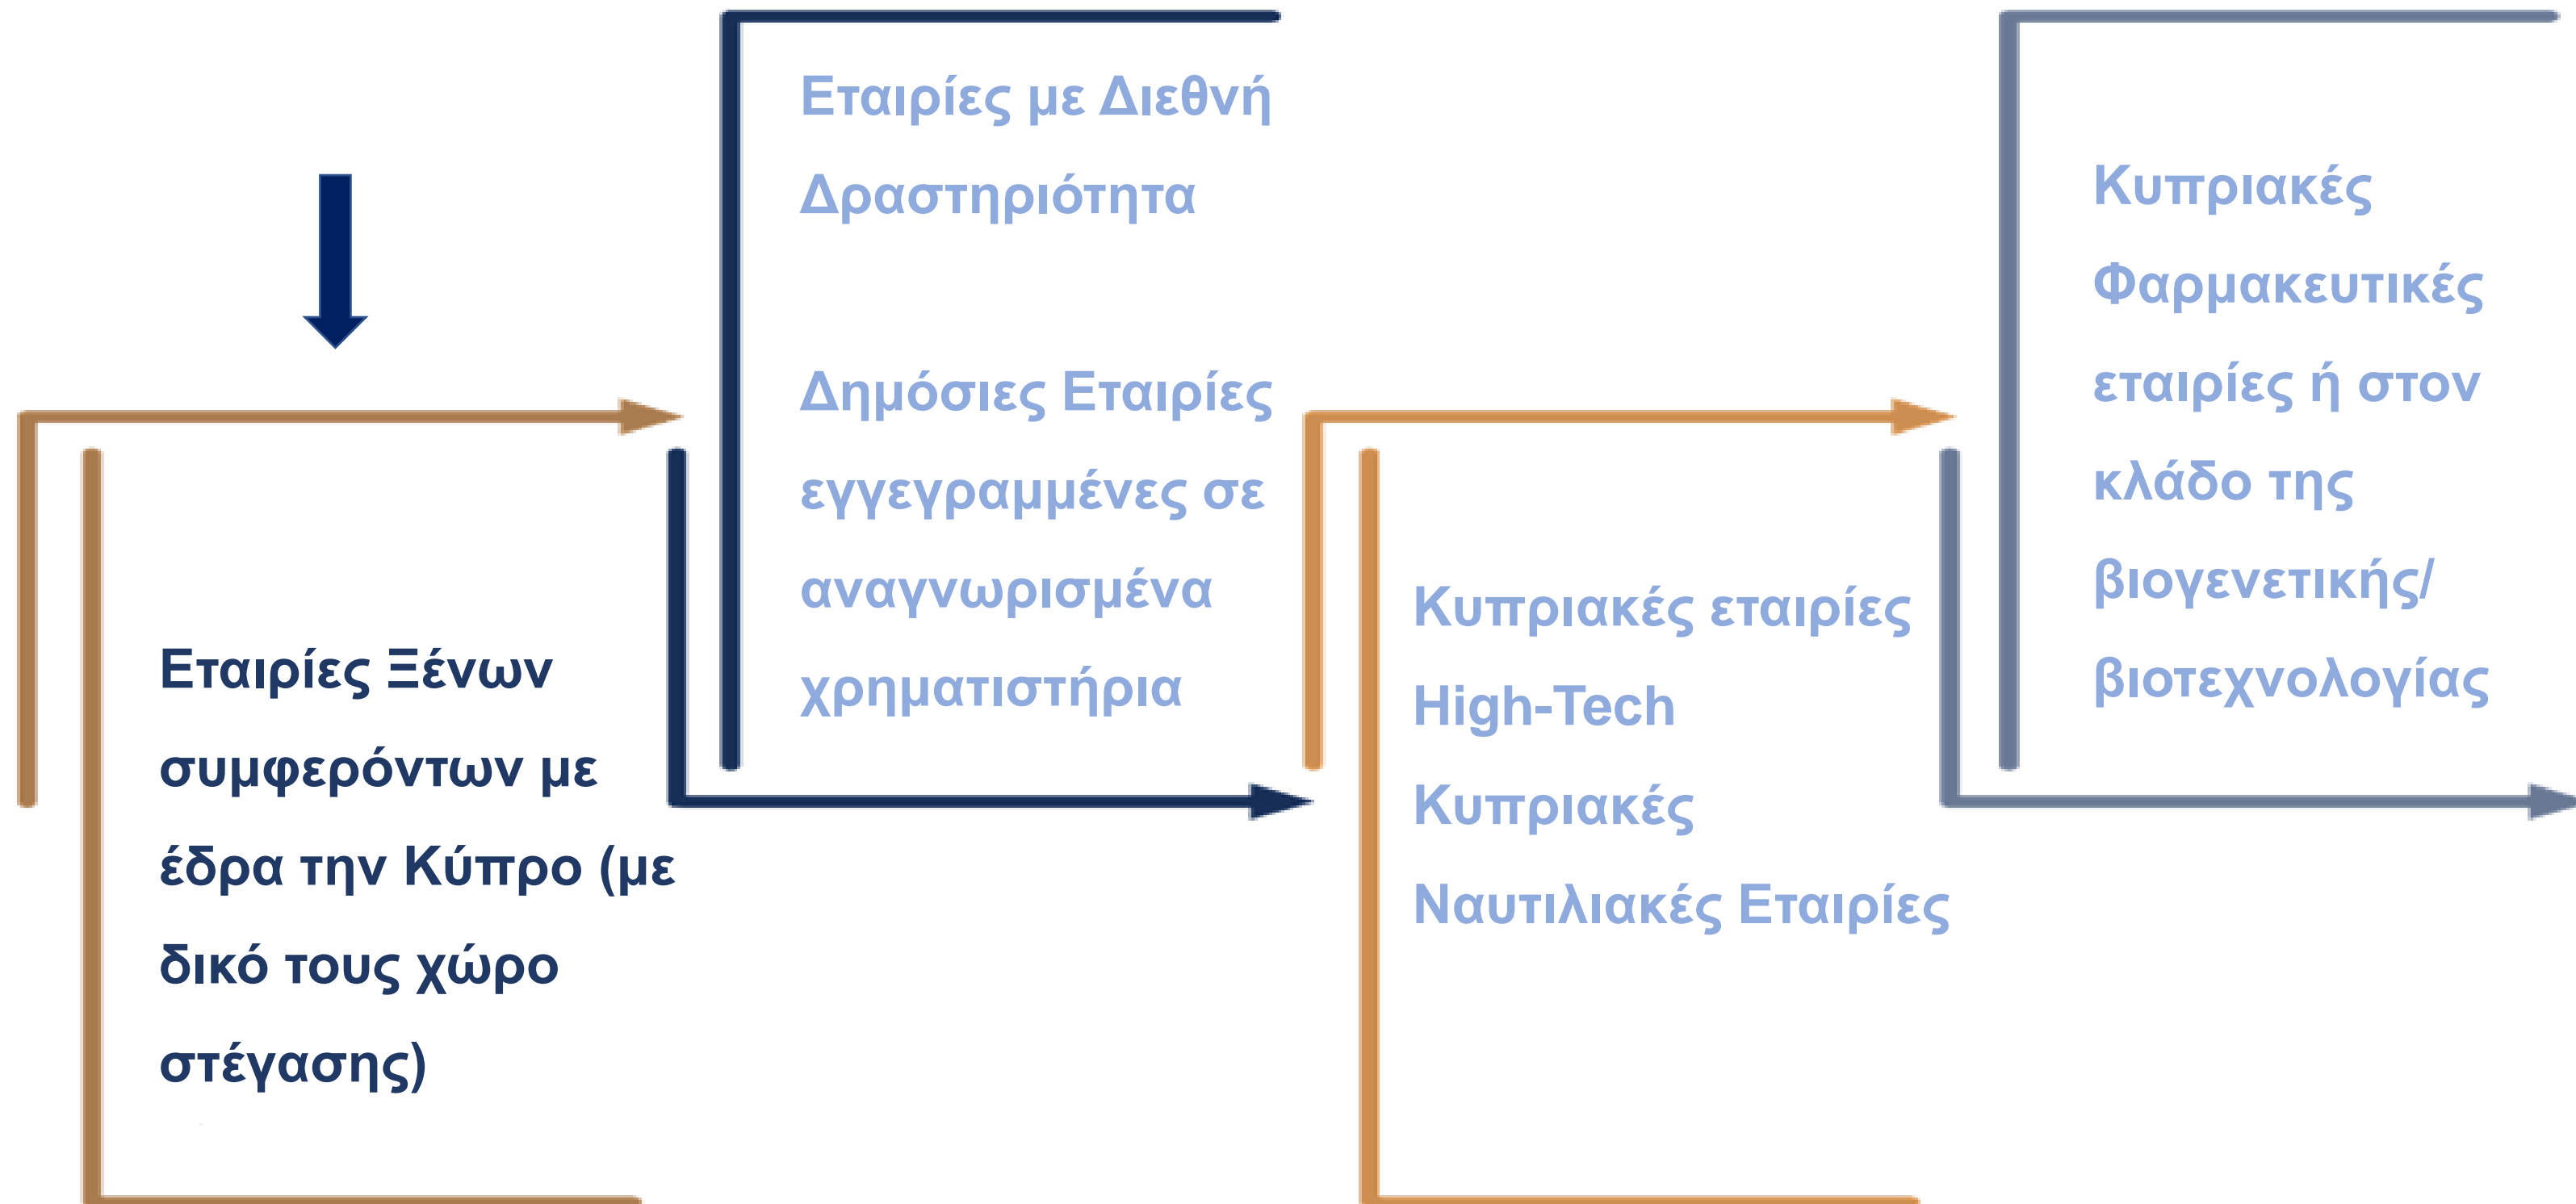 Εταιρίες Ξένων
συμφερόντων με
έδρα την Κύπρο (με
δικό τους χώρο
στέγασης)
Εταιρίες με Διεθνή
Δραστηριότητα
Δημόσιες Εταιρίες
εγγεγραμμένες σε
αναγνωρισμένα
χρηματιστήρια
Κυπριακές εταιρίες
High-Tech
Κυπριακές
Ναυτιλιακές Εταιρίες
Κυπριακές
Φαρμακευτικές
εταιρίες ή στον
κλάδο της
βιογενετικής/
βιοτεχνολογίας